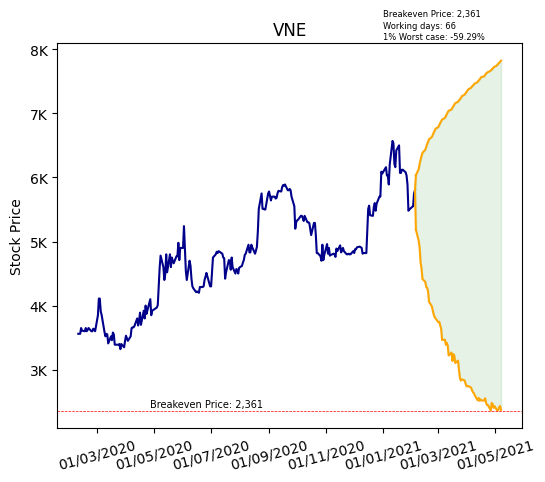 Breakeven Price: 2,361
Working days: 66
1% Worst case: -59.29%
VNE
8K
7K
6K
5K
4K
3K
Stock Price
Breakeven Price: 2,361
01/03/2020 01/05/2020 01/07/2020 01/09/2020 01/11/2020 01/01/2021 01/03/2021 01/05/2021